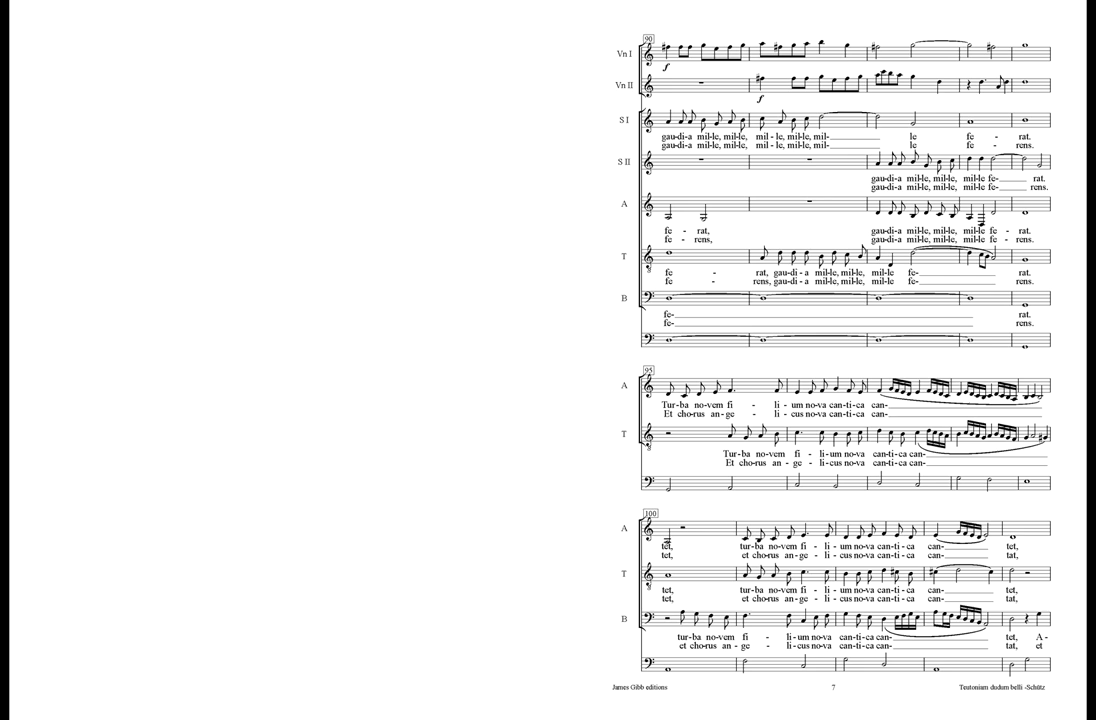 90
Vn I
f
Vn II
f
S I
gau-di-a mil-le, mil-le, mil - le, mil-le, mil- le fe - rat.
gau-di-a mil-le, mil-le, mil - le, mil-le, mil- le fe - rens.
S II
gau-di-a mil-le, mil-le, mil-le fe- rat.
gau-di-a mil-le, mil-le, mil-le fe- rens.
A
fe - rat, gau-di-a mil-le, mil-le, mil-le fe - rat.
fe - rens, gau-di-a mil-le, mil-le, mil-le fe - rens.
T
fe - rat, gau-di - a mil-le, mil-le, mil-le fe- rat.
fe - rens, gau-di - a mil-le, mil-le, mil-le fe- rens.
B
fe- rat.
fe- rens.
95
A
Tur-ba no-vem fi - li - um no-va can-ti-ca can-
Et cho-rus an-ge - li - cus no-va can-ti-ca can-
T
Tur-ba no-vem fi - li-um no-va can-ti-ca can-
Et cho-rus an - ge - li-cus no-va can-ti-ca can-
100
A
tet, tur-ba no-vem fi - li - um no-va can-ti - ca can- tet,
tet, et cho-rus an-ge - li - cus no-va can-ti - ca can- tat,
T
tet, tur-ba no-vem fi - li - um no-va can-ti - ca can- tet,
tet, et cho-rus an-ge - li - cus no-va can-ti - ca can- tat,
B
tur-ba no-vem fi - li-um no-va can-ti-ca can- tet, A-
et cho-rus an - ge - li-cus no-va can-ti-ca can- tat, et
James Gibb editions 7 Teutoniam dudum belli -Schütz